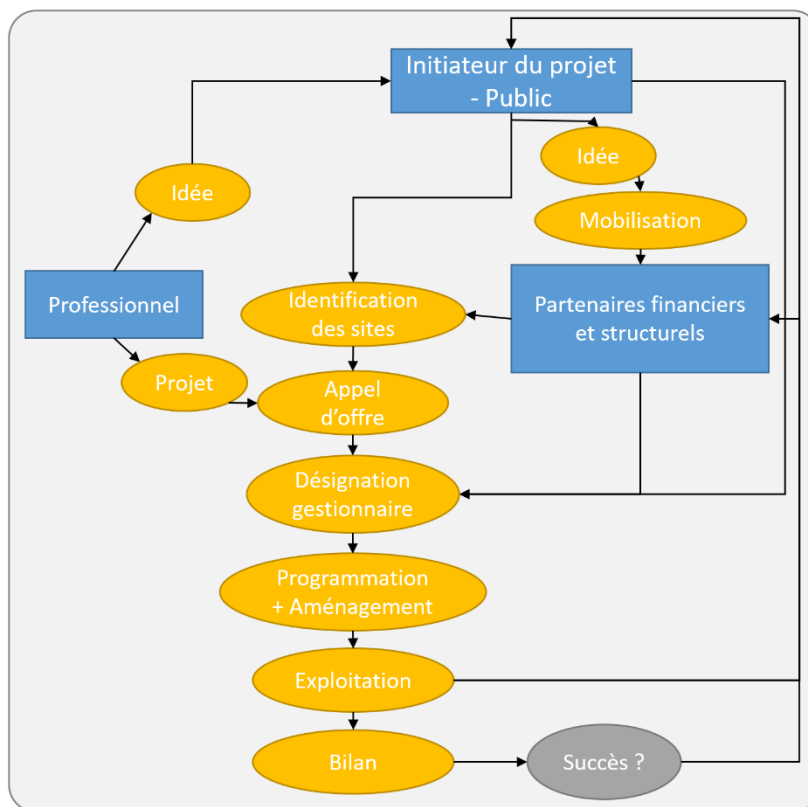 Initiateur du projet
- Public
Idée
Idée
Mobilisation
Professionnel
Identification
des sites
Partenaires financiers
et structurels
Projet
Appel
d’offre
Désignation
gestionnaire
Programmation
+ Aménagement
Exploitation
Bilan
Succès ?